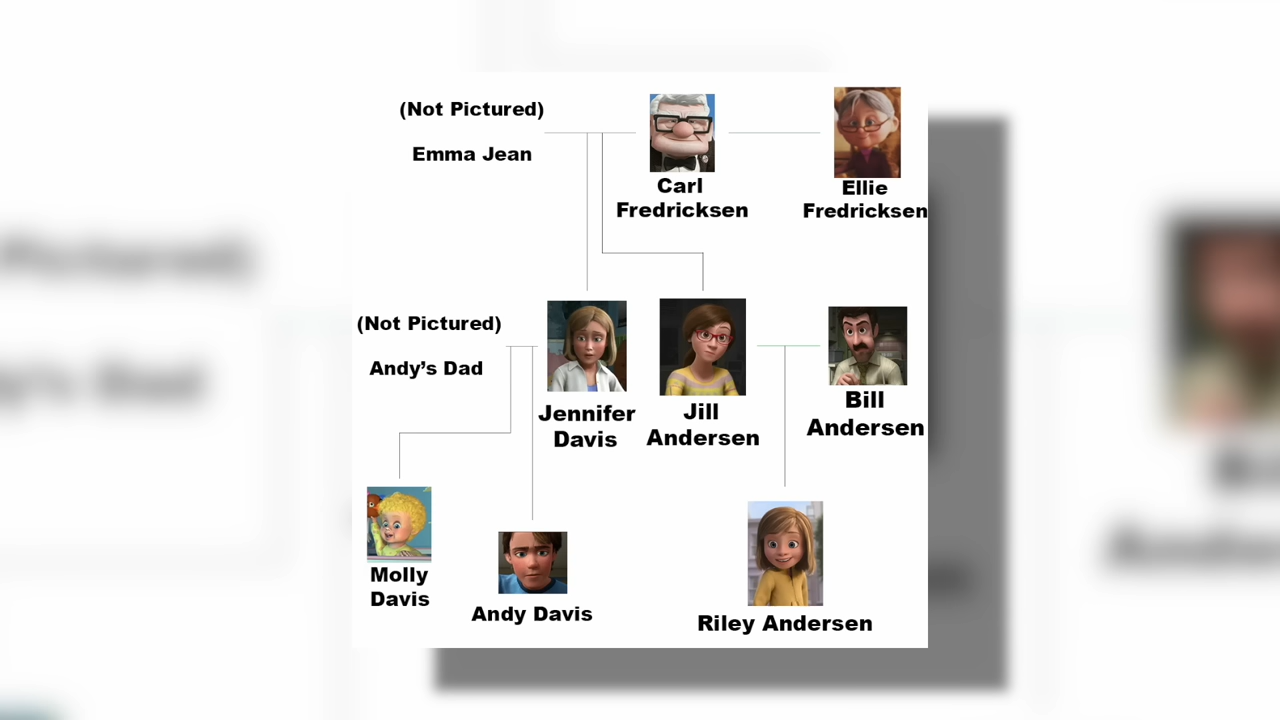 (Not Pictured)
Emma Jean
Carl
Fredricksen
Ellie
Fredricksen
(Not Pictured)
Andy’s Dad
Jennifer
Davis
Jill
Andersen
Bill
Andersen
Molly
Davis
Andy Davis
Riley Andersen